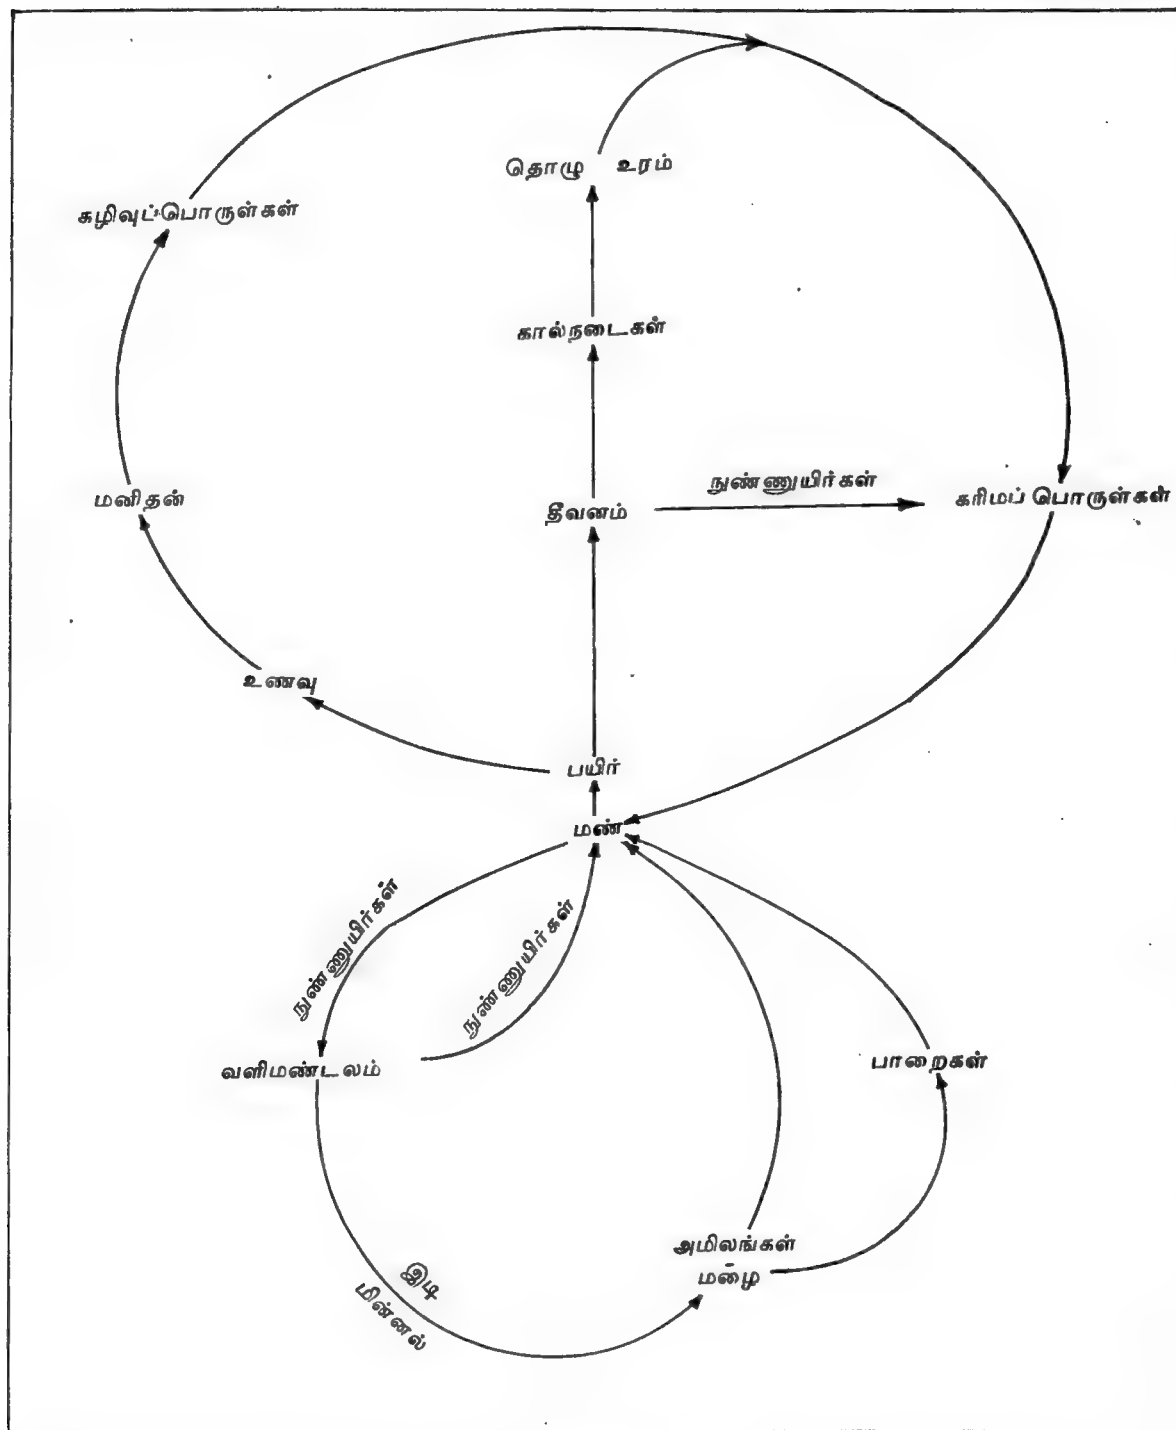 தொழு உரம்
கழிவுட்பொருள்கள்
கால்நடைகள்
நுண்ணுயிர்கள்
மனிதன்
தீவனம்
கரிமப் பொருள்கள்
உணவு
பயிர்
மண்
நுண்ணுயிர்கள்
நுண்ணுயிர்கள்
வளிமண்டலம்
பாறைகள்
அமிலங்கள்
மழை
இடி
மின்னல்